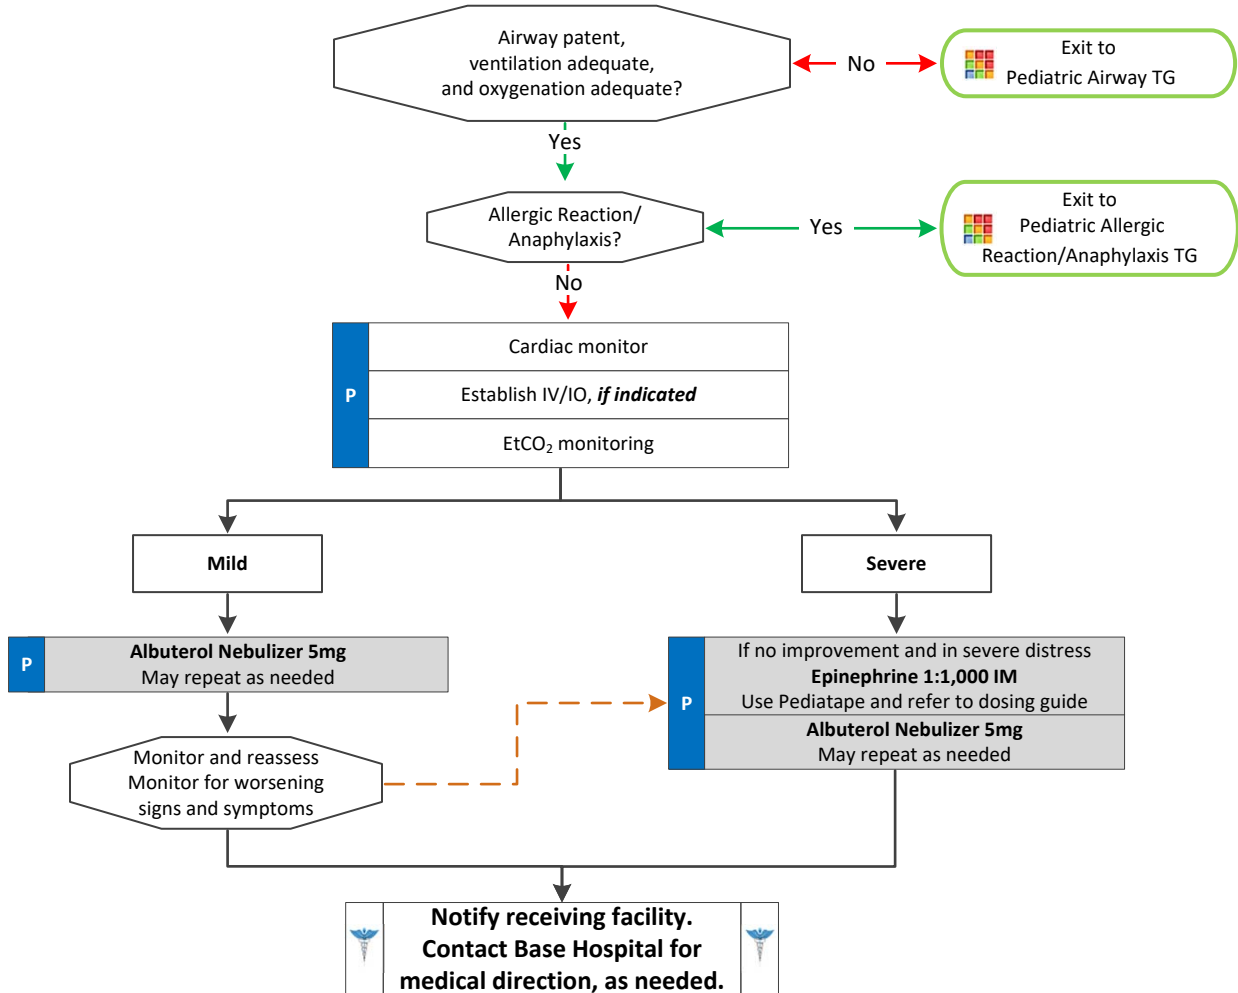 Airway patent,
ventilation adequate,
and oxygenation adequate?
No
Exit to
Pediatric Airway TG
Yes
Allergic Reaction/
Anaphylaxis?
Yes
Exit to
Pediatric Allergic
Reaction/Anaphylaxis TG
No
P
Cardiac monitor
Establish IV/IO, if indicated
EtCO₂ monitoring
Mild
Severe
P
Albuterol Nebulizer 5mg
May repeat as needed
P
If no improvement and in severe distress
Epinephrine 1:1,000 IM
Use Pediatape and refer to dosing guide
Albuterol Nebulizer 5mg
May repeat as needed
Monitor and reassess
Monitor for worsening
signs and symptoms
Notify receiving facility.
Contact Base Hospital for
medical direction, as needed.